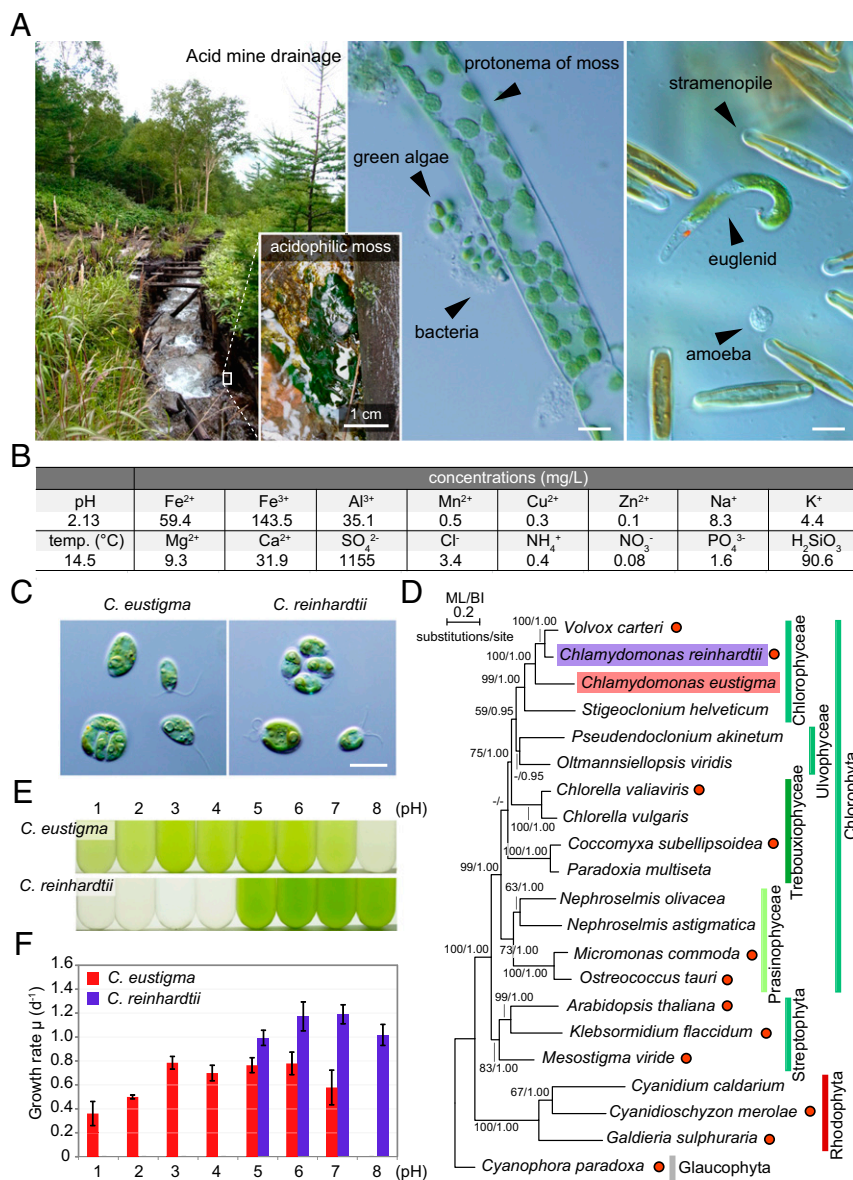 A
Acid mine drainage
acidophilic moss
1 cm
protonema of moss
green algae
bacteria
stramenopile
euglenid
amoeba
B
concentrations (mg/L)
pH Fe²⁺ Fe³⁺ Al³⁺ Mn²⁺ Cu²⁺ Zn²⁺ Na⁺ K⁺
2.13 59.4 143.5 35.1 0.5 0.3 0.1 8.3 4.4
temp. (°C) Mg²⁺ Ca²⁺ SO₄²⁻ Cl⁻ NH₄⁺ NO₃⁻ PO₄³⁻ H₂SiO₃
14.5 9.3 31.9 1155 3.4 0.4 0.08 1.6 90.6
C
C. eustigma C. reinhardtii
D
ML/BI
0.2
substitutions/site
100/1.00
Volvox carteri
100/1.00
Chlamydomonas reinhardtii
99/1.00
Chlamydomonas eustigma
59/0.95
Stigeoclonium helveticum
75/1.00
Pseudendoclonium akinetum
-/0.95
Oltmannsiellopsis viridis
-/-
Chlorella valiaviris
100/1.00
Chlorella vulgaris
100/1.00
Coccomyxa subellipsoidea
Paradoxia multiseta
99/1.00
63/1.00
Nephroselmis olivacea
Nephroselmis astigmatica
73/1.00
Micromonas commoda
100/1.00
Ostreococcus tauri
100/1.00
99/1.00
Arabidopsis thaliana
Klebsormidium flaccidum
83/1.00
Mesostigma viride
67/1.00
Cyanidium caldarium
Cyanidioschyzon merolae
100/1.00
Galdieria sulphuraria
Cyanophora paradoxa
Glaucophyta
Chlorophyceae
Ulvophyceae
Trebouxiophyceae
Prasinophyceae
Chlorophyta
Streptophyta
Rhodophyta
E
1 2 3 4 5 6 7 8 (pH)
C. eustigma
C. reinhardtii
F
C. eustigma
C. reinhardtii
Growth rate μ (d⁻¹)
1.6
1.4
1.2
1.0
0.8
0.6
0.4
0.2
0
1 2 3 4 5 6 7 8 (pH)